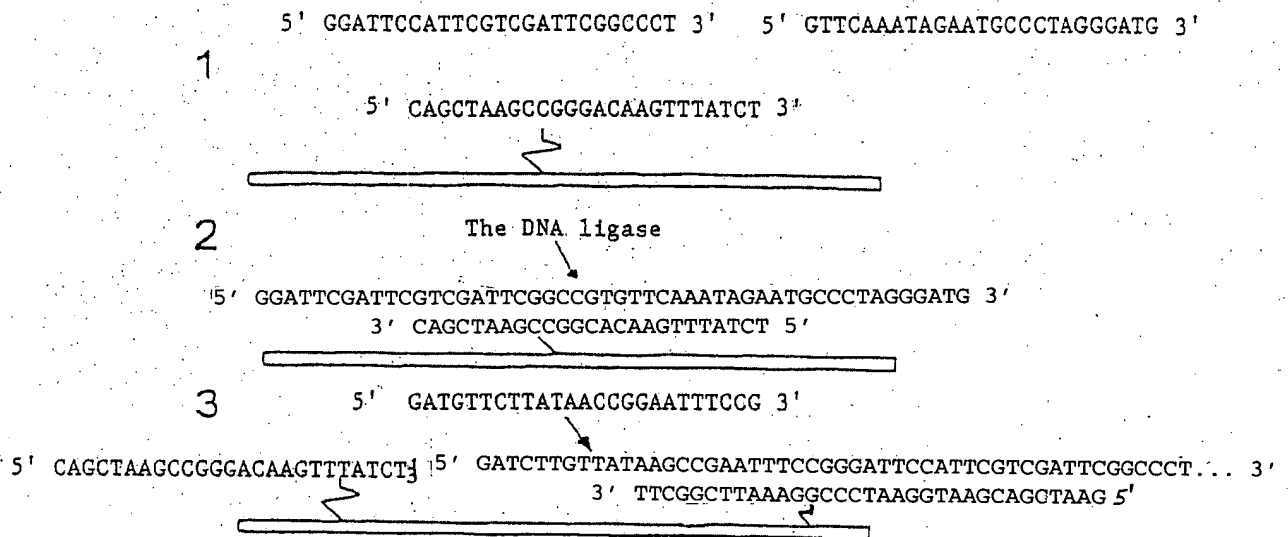 5' GGATTCCATTCGTCGATTCGGCCCT 3' 5' GTTCAAATAGAATGCCCTAGGGATG 3'
1
5' CAGCTAAGCCGGGACAAGTTTATCT 3'
2
The DNA ligase
5' GGATTCGATTCGTCGATTCGGCCGTGTTCAAATAGAATGCCCTAGGGATG 3'
3' CAGCTAAGCCGGCACAAGTTTATCT 5'
3
5' GATGTTCTTATAACCGGAATTTCCG 3'
5' CAGCTAAGCCGGGACAAGTTTATCT 3 5' GATCTTGTTATAAGCCGAATTTCCGGGATTCCATTCGTCGATTCGGCCCT... 3'
3' TTCGGCTTAAAGGCCCTAAGGTAAGCAGCTAAG 5'